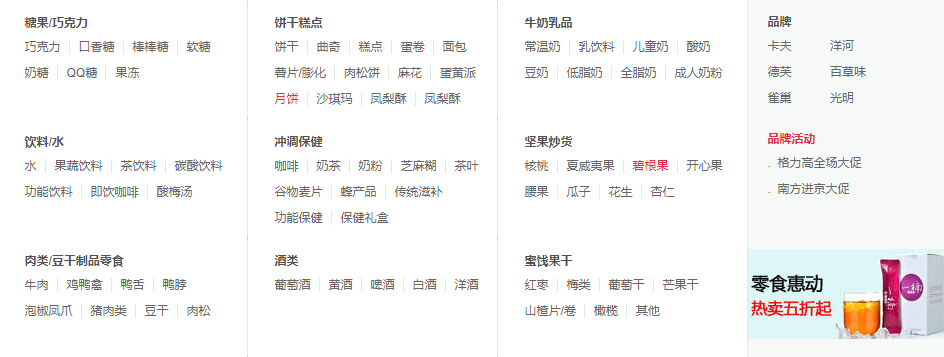 糖果/巧克力
巧克力 口香糖 棒棒糖 软糖
奶糖 QQ糖 果冻
饼干糕点
饼干 曲奇 糕点 蛋卷 面包
薯片/膨化 肉松饼 麻花 蛋黄派
月饼 沙琪玛 凤梨酥 凤梨酥
牛奶乳品
常温奶 乳饮料 儿童奶 酸奶
豆奶 低脂奶 全脂奶 成人奶粉
饮料/水
水 果蔬饮料 茶饮料 碳酸饮料
功能饮料 即饮咖啡 酸梅汤
冲调保健
咖啡 奶茶 奶粉 芝麻糊 茶叶
谷物麦片 蜂产品 传统滋补
功能保健 保健礼盒
坚果炒货
核桃 夏威夷果 碧根果 开心果
腰果 瓜子 花生 杏仁
肉类/豆干制品零食
牛肉 鸡鸭禽 鸭舌 鸭脖
泡椒凤爪 猪肉类 豆干 肉松
酒类
葡萄酒 黄酒 啤酒 白酒 洋酒
蜜饯果干
红枣 梅类 葡萄干 芒果干
山楂片/卷 橄榄 其他
品牌
卡夫 洋河
德芙 百草味
雀巢 光明
品牌活动
. 格力高全场大促
. 南方进京大促
零食惠动
热卖五折起